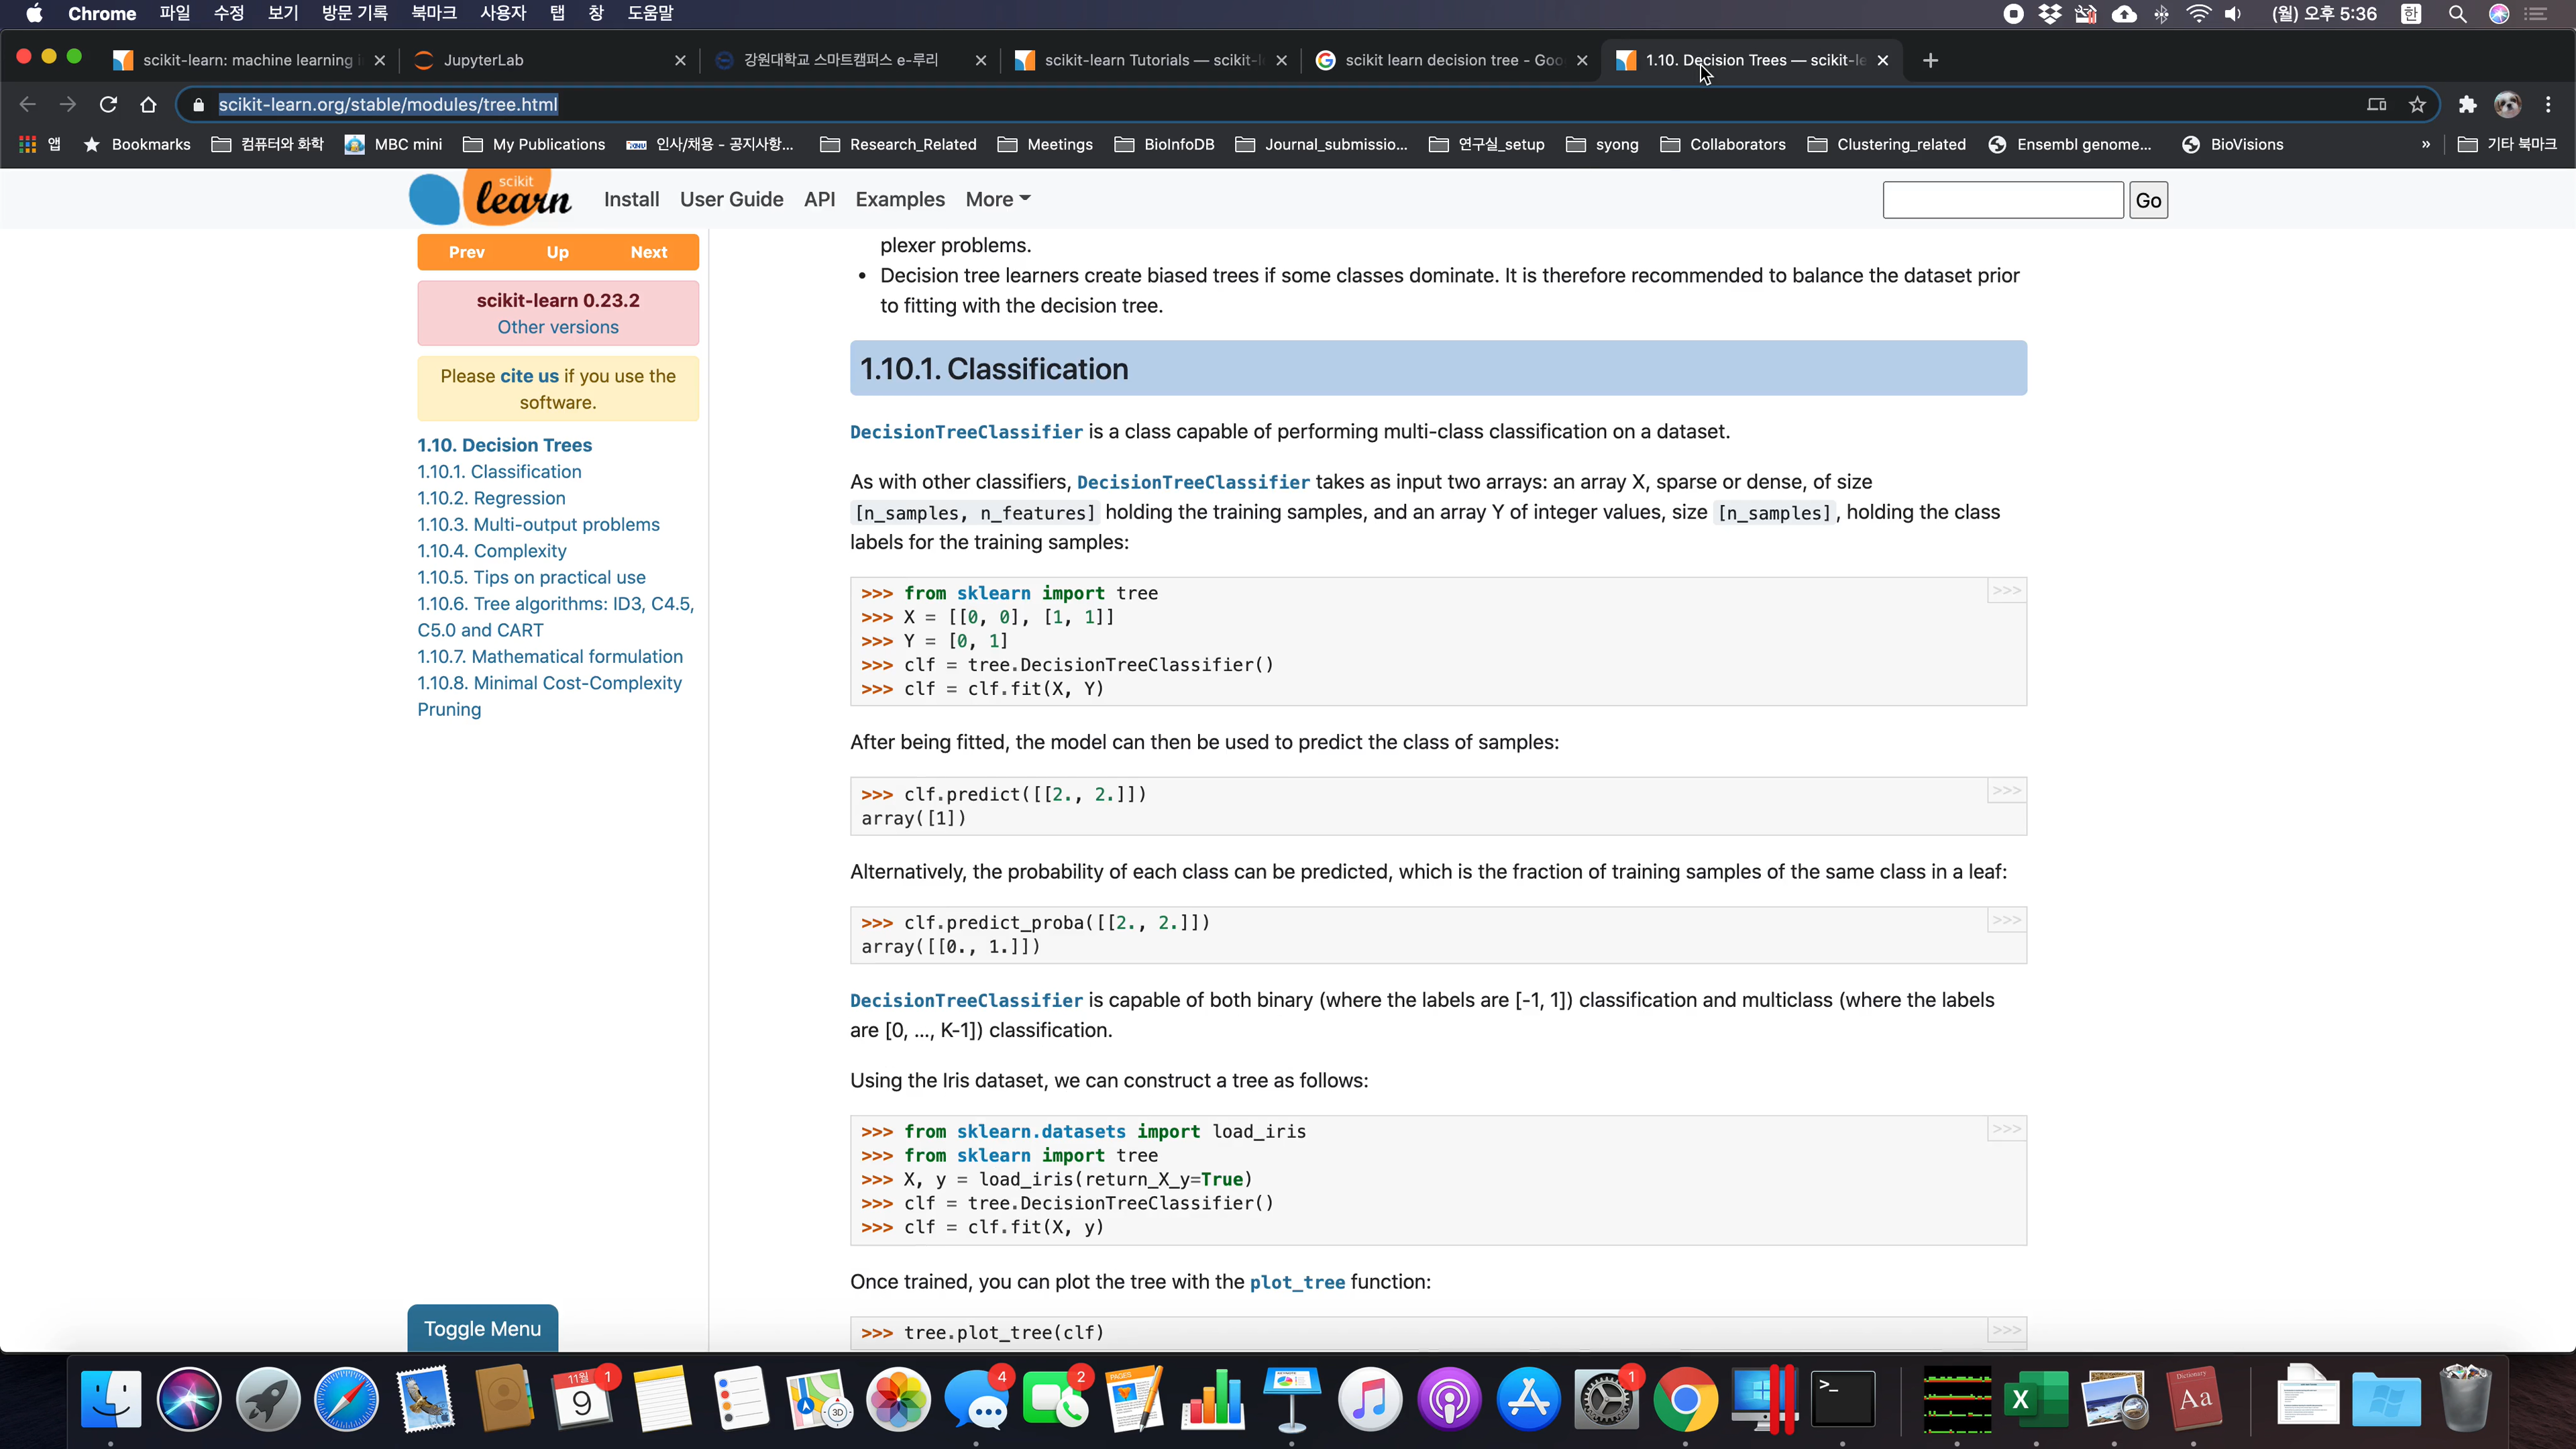 Chrome 파일 수정 보기 방문 기록 북마크 사용자 탭 창 도움말 (월) 오후 5:36 한
scikit-learn: machine learning i JupyterLab 강원대학교 스마트캠퍼스 e-루리 scikit-learn Tutorials — scikit-le scikit learn decision tree - Goo 1.10. Decision Trees — scikit-le
scikit-learn.org/stable/modules/tree.html
앱 Bookmarks 컴퓨터와 화학 MBC mini My Publications KNU 인사/채용 - 공지사항... Research_Related Meetings BioInfoDB Journal_submissio... 연구실_setup syong Collaborators Clustering_related Ensembl genome... BioVisions » 기타 북마크
scikit learn Install User Guide API Examples More Go
Prev Up Next
scikit-learn 0.23.2
Other versions
Please cite us if you use the
software.
1.10. Decision Trees
1.10.1. Classification
1.10.2. Regression
1.10.3. Multi-output problems
1.10.4. Complexity
1.10.5. Tips on practical use
1.10.6. Tree algorithms: ID3, C4.5,
C5.0 and CART
1.10.7. Mathematical formulation
1.10.8. Minimal Cost-Complexity
Pruning
Toggle Menu
plexer problems.
• Decision tree learners create biased trees if some classes dominate. It is therefore recommended to balance the dataset prior
to fitting with the decision tree.
1.10.1. Classification
DecisionTreeClassifier is a class capable of performing multi-class classification on a dataset.
As with other classifiers, DecisionTreeClassifier takes as input two arrays: an array X, sparse or dense, of size
[n_samples, n_features] holding the training samples, and an array Y of integer values, size [n_samples], holding the class
labels for the training samples:
>>> from sklearn import tree >>>
>>> X = [[0, 0], [1, 1]]
>>> Y = [0, 1]
>>> clf = tree.DecisionTreeClassifier()
>>> clf = clf.fit(X, Y)
After being fitted, the model can then be used to predict the class of samples:
>>> clf.predict([[2., 2.]]) >>>
array([1])
Alternatively, the probability of each class can be predicted, which is the fraction of training samples of the same class in a leaf:
>>> clf.predict_proba([[2., 2.]]) >>>
array([[0., 1.]])
DecisionTreeClassifier is capable of both binary (where the labels are [-1, 1]) classification and multiclass (where the labels
are [0, …, K-1]) classification.
Using the Iris dataset, we can construct a tree as follows:
>>> from sklearn.datasets import load_iris >>>
>>> from sklearn import tree
>>> X, y = load_iris(return_X_y=True)
>>> clf = tree.DecisionTreeClassifier()
>>> clf = clf.fit(X, y)
Once trained, you can plot the tree with the plot_tree function:
>>> tree.plot_tree(clf) >>>
11월 9 1 3D 4 2 PAGES 1 >_ X Dictionary Aa